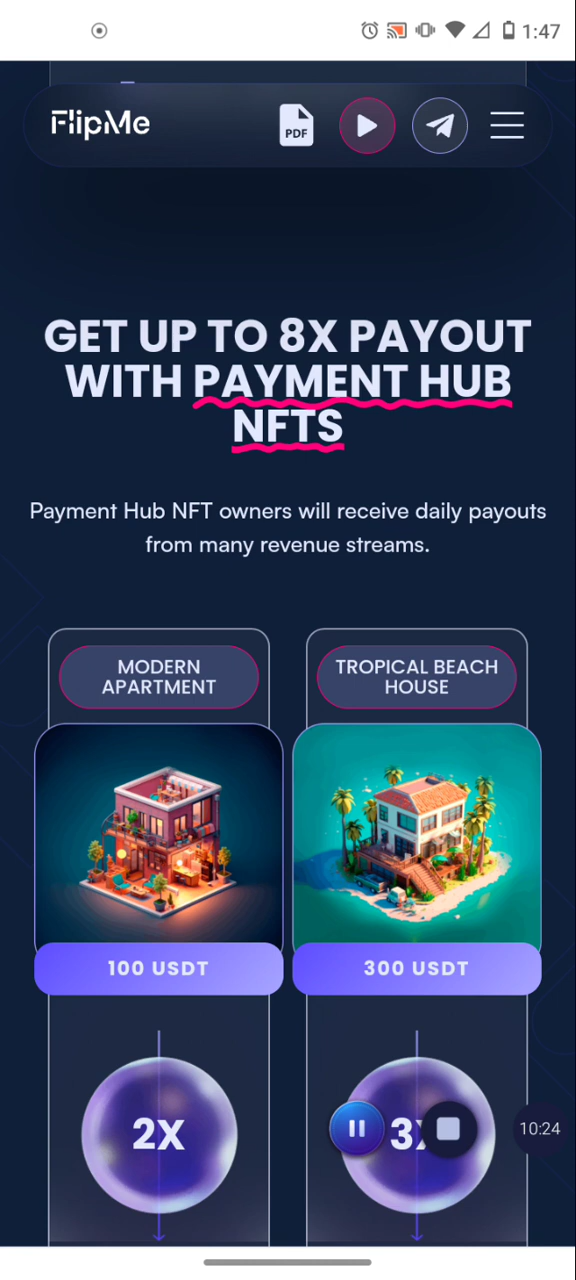 1:47
FlipMe
PDF
GET UP TO 8X PAYOUT
WITH PAYMENT HUB
NFTS
Payment Hub NFT owners will receive daily payouts
from many revenue streams.
MODERN
APARTMENT
TROPICAL BEACH
HOUSE
100 USDT
300 USDT
2X
3X
10:24